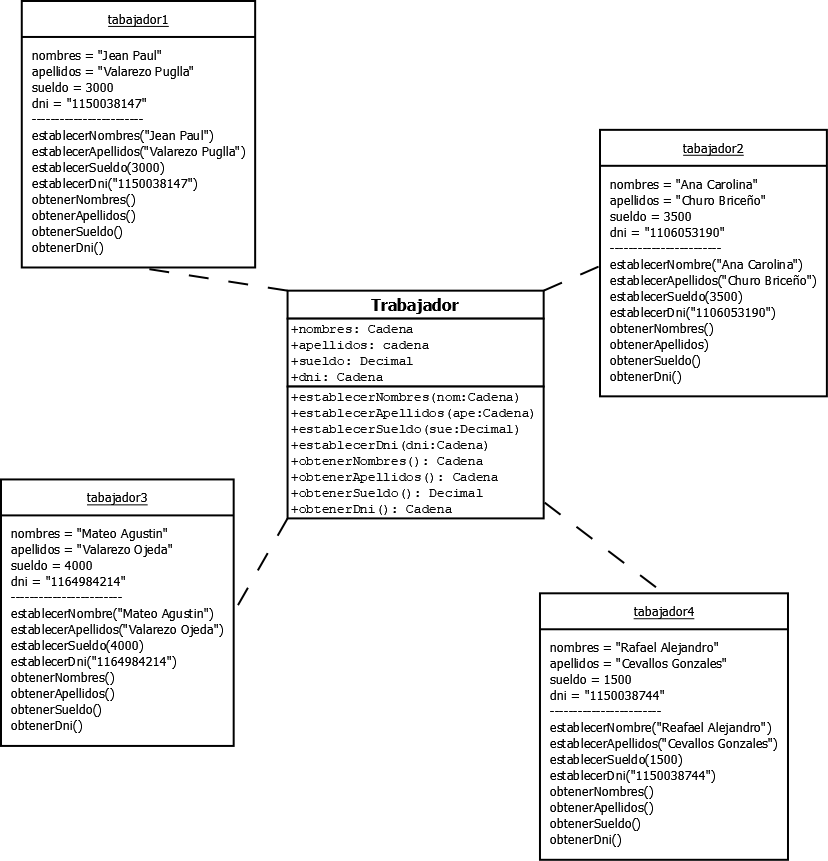 tabajador1
nombres = "Jean Paul"
apellidos = "Valarezo Puglla"
sueldo = 3000
dni = "1150038147"
------------------------
establecerNombres("Jean Paul")
establecerApellidos("Valarezo Puglla")
establecerSueldo(3000)
establecerDni("1150038147")
obtenerNombres()
obtenerApellidos()
obtenerSueldo()
obtenerDni()
tabajador2
nombres = "Ana Carolina"
apellidos = "Churo Briceño"
sueldo = 3500
dni = "1106053190"
------------------------
establecerNombre("Ana Carolina")
establecerApellidos("Churo Briceño")
establecerSueldo(3500)
establecerDni("1106053190")
obtenerNombres()
obtenerApellidos)
obtenerSueldo()
obtenerDni()
Trabajador
+nombres: Cadena
+apellidos: cadena
+sueldo: Decimal
+dni: Cadena
+establecerNombres(nom:Cadena)
+establecerApellidos(ape:Cadena)
+establecerSueldo(sue:Decimal)
+establecerDni(dni:Cadena)
+obtenerNombres(): Cadena
+obtenerApellidos(): Cadena
+obtenerSueldo(): Decimal
+obtenerDni(): Cadena
tabajador3
nombres = "Mateo Agustin"
apellidos = "Valarezo Ojeda"
sueldo = 4000
dni = "1164984214"
------------------------
establecerNombre("Mateo Agustin")
establecerApellidos("Valarezo Ojeda")
establecerSueldo(4000)
establecerDni("1164984214")
obtenerNombres()
obtenerApellidos()
obtenerSueldo()
obtenerDni()
tabajador4
nombres = "Rafael Alejandro"
apellidos = "Cevallos Gonzales"
sueldo = 1500
dni = "1150038744"
------------------------
establecerNombre("Reafael Alejandro")
establecerApellidos("Cevallos Gonzales")
establecerSueldo(1500)
establecerDni("1150038744")
obtenerNombres()
obtenerApellidos()
obtenerSueldo()
obtenerDni()